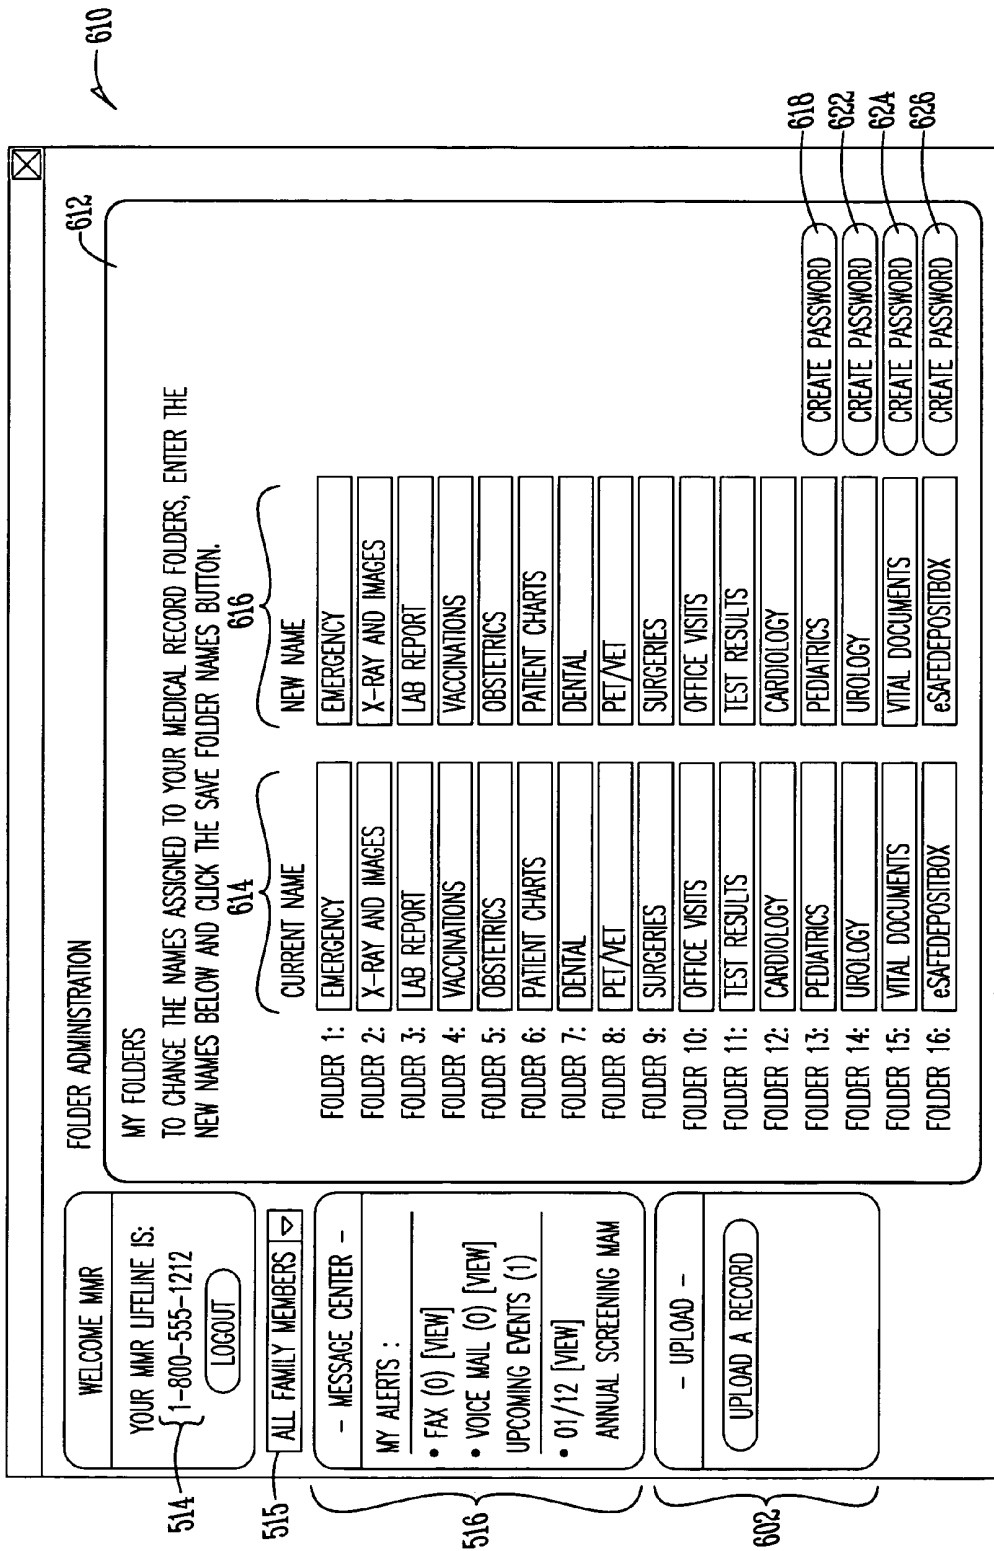 610
WELCOME MMR
YOUR MMR LIFELINE IS:
514
1-800-555-1212
LOGOUT
515
ALL FAMILY MEMBERS
- MESSAGE CENTER -
MY ALERTS :
• FAX (0) [VIEW]
• VOICE MAIL (0) [VIEW]
UPCOMING EVENTS (1)
• 01/12 [VIEW]
ANNUAL SCREENING MAM
516
- UPLOAD -
UPLOAD A RECORD
602
FOLDER ADMINISTRATION
612
MY FOLDERS
TO CHANGE THE NAMES ASSIGNED TO YOUR MEDICAL RECORD FOLDERS, ENTER THE
NEW NAMES BELOW AND CLICK THE SAVE FOLDER NAMES BUTTON.
614 616
CURRENT NAME NEW NAME
FOLDER 1: EMERGENCY EMERGENCY
FOLDER 2: X-RAY AND IMAGES X-RAY AND IMAGES
FOLDER 3: LAB REPORT LAB REPORT
FOLDER 4: VACCINATIONS VACCINATIONS
FOLDER 5: OBSTETRICS OBSTETRICS
FOLDER 6: PATIENT CHARTS PATIENT CHARTS
FOLDER 7: DENTAL DENTAL
FOLDER 8: PET/VET PET/VET
FOLDER 9: SURGERIES SURGERIES
FOLDER 10: OFFICE VISITS OFFICE VISITS
FOLDER 11: TEST RESULTS TEST RESULTS
FOLDER 12: CARDIOLOGY CARDIOLOGY
FOLDER 13: PEDIATRICS PEDIATRICS CREATE PASSWORD 618
FOLDER 14: UROLOGY UROLOGY CREATE PASSWORD 622
FOLDER 15: VITAL DOCUMENTS VITAL DOCUMENTS CREATE PASSWORD 624
FOLDER 16: eSAFEDEPOSITBOX eSAFEDEPOSITBOX CREATE PASSWORD 626